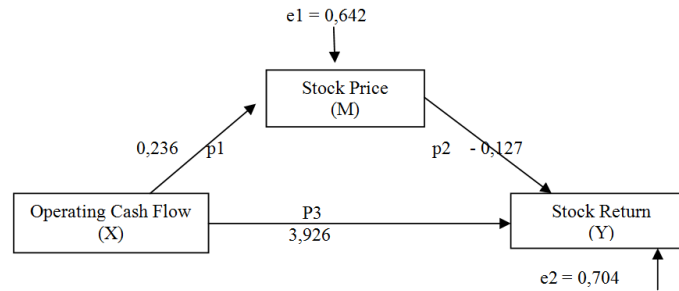 e1 = 0,642
Stock Price
(M)
0,236 p1
p2 - 0,127
Operating Cash Flow
(X)
P3
3,926
Stock Return
(Y)
e2 = 0,704